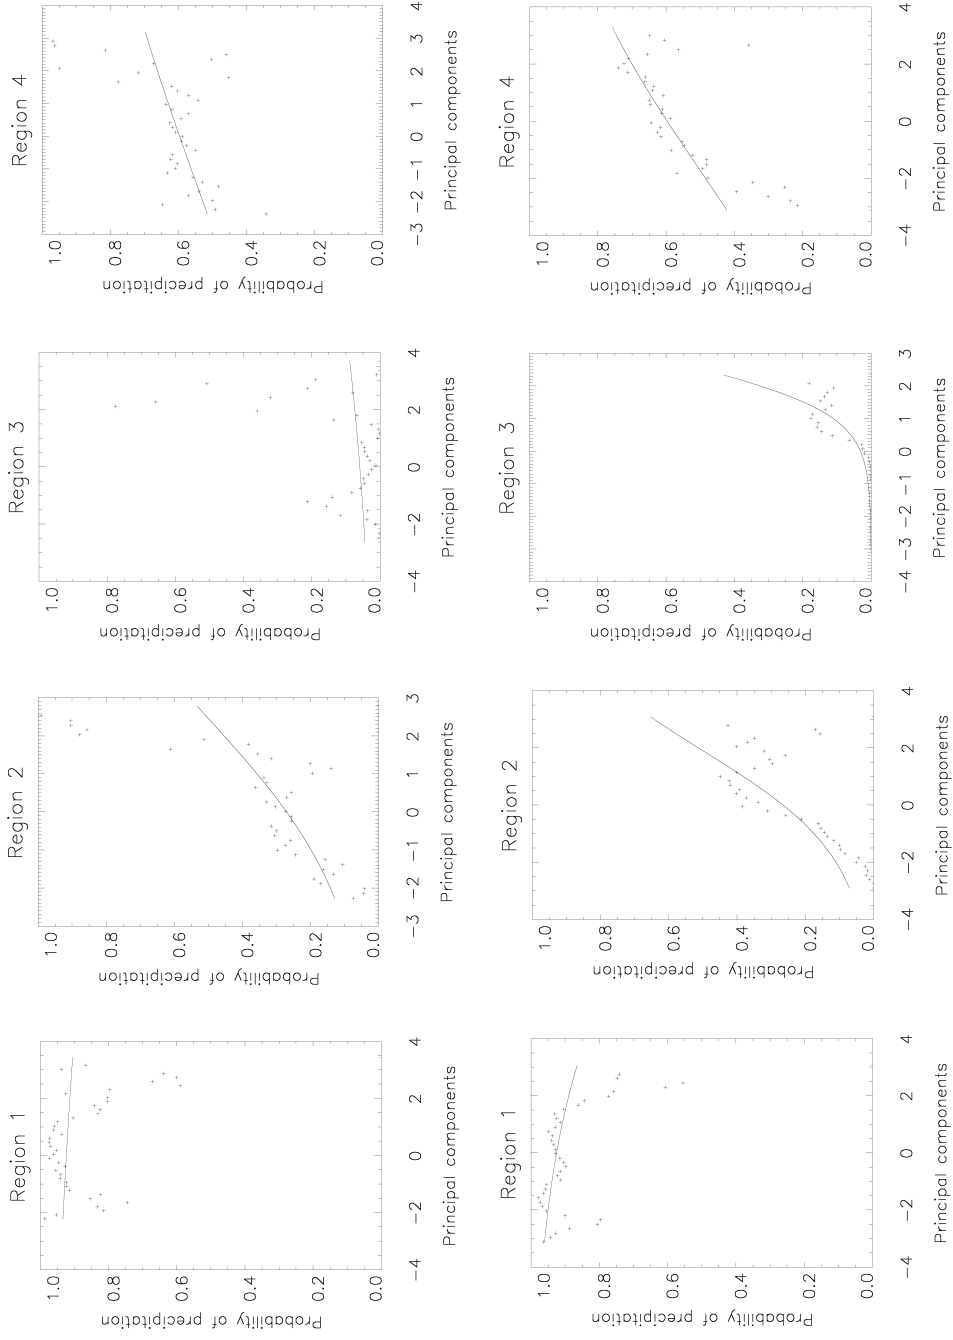 Region 1
Probability of precipitation
1.0
0.8
0.6
0.4
0.2
0.0
−4 −2 0 2 4
Principal components
Region 2
Probability of precipitation
1.0
0.8
0.6
0.4
0.2
0.0
−3 −2 −1 0 1 2 3
Principal components
Region 3
Probability of precipitation
1.0
0.8
0.6
0.4
0.2
0.0
−4 −2 0 2 4
Principal components
Region 4
Probability of precipitation
1.0
0.8
0.6
0.4
0.2
0.0
−3 −2 −1 0 1 2 3 4
Principal components
Region 1
Probability of precipitation
1.0
0.8
0.6
0.4
0.2
0.0
−4 −2 0 2 4
Principal components
Region 2
Probability of precipitation
1.0
0.8
0.6
0.4
0.2
0.0
−4 −2 0 2 4
Principal components
Region 3
Probability of precipitation
1.0
0.8
0.6
0.4
0.2
0.0
−4 −3 −2 −1 0 1 2 3
Principal components
Region 4
Probability of precipitation
1.0
0.8
0.6
0.4
0.2
0.0
−4 −2 0 2 4
Principal components